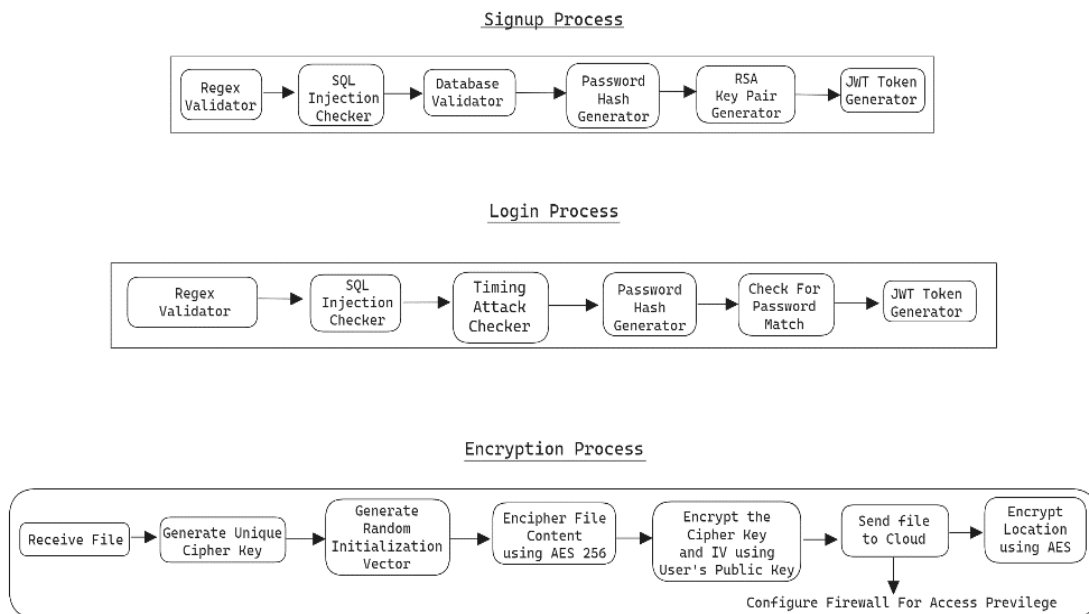 Signup Process
Regex
Validator
SQL
Injection
Checker
Database
Validator
Password
Hash
Generator
RSA
Key Pair
Generator
JWT Token
Generator
Login Process
Regex
Validator
SQL
Injection
Checker
Timing
Attack
Checker
Password
Hash
Generator
Check For
Password
Match
JWT Token
Generator
Encryption Process
Receive File
Generate Unique
Cipher Key
Generate
Random
Initialization
Vector
Encipher File
Content
using AES 256
Encrypt the
Cipher Key
and IV using
User's Public Key
Send file
to Cloud
Encrypt
Location
using AES
Configure Firewall For Access Previlege